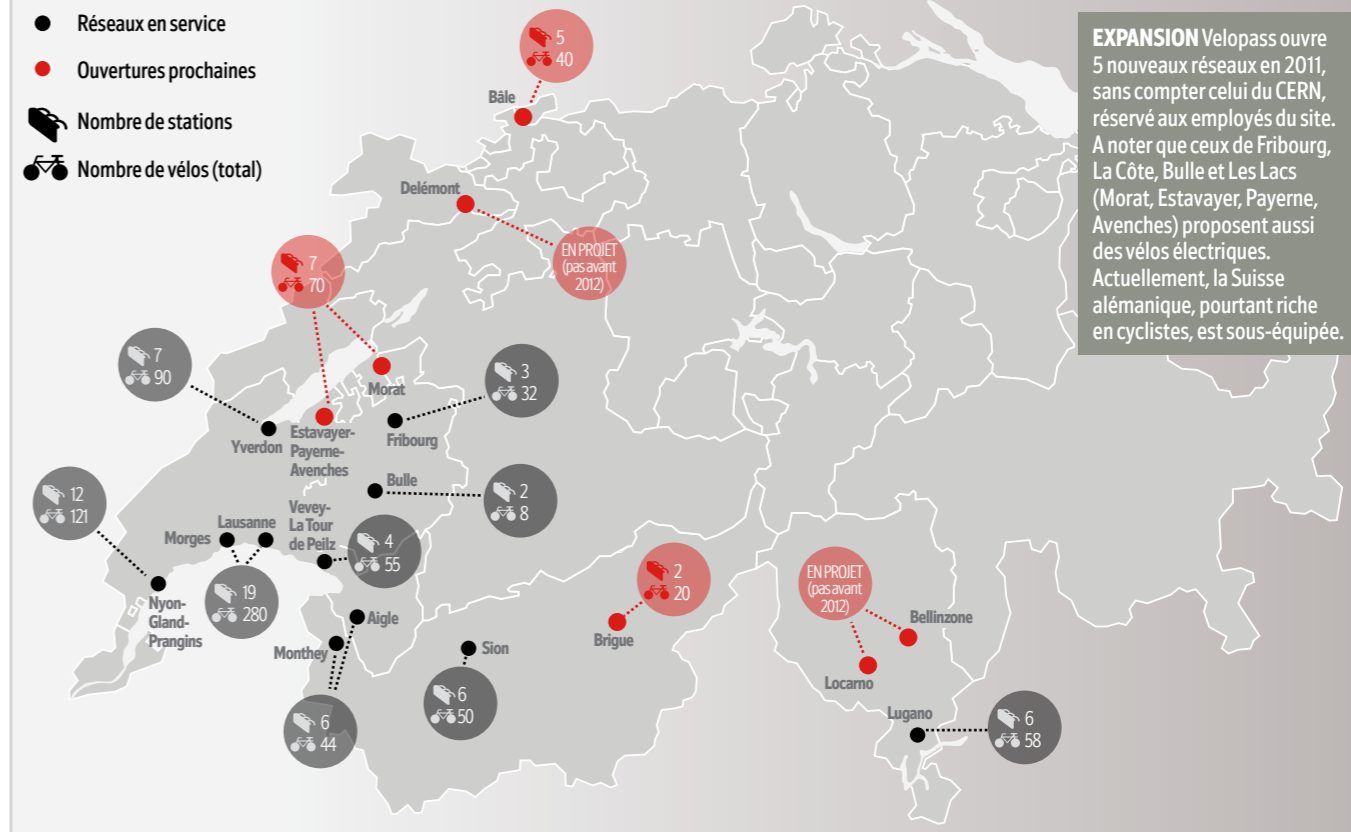 Réseaux en service
Ouvertures prochaines
Nombre de stations
Nombre de vélos (total)
EXPANSION Velopass ouvre
5 nouveaux réseaux en 2011,
sans compter celui du CERN,
réservé aux employés du site.
A noter que ceux de Fribourg,
La Côte, Bulle et Les Lacs
(Morat, Estavayer, Payerne,
Avenches) proposent aussi
des vélos électriques.
Actuellement, la Suisse
alémanique, pourtant riche
en cyclistes, est sous-équipée.
5
40
Bâle
Delémont
EN PROJET
(pas avant
2012)
7
70
7
90
Morat
3
32
Yverdon
Estavayer-
Payerne-
Avenches
Fribourg
12
121
Bulle
2
8
Morges
Lausanne
Vevey-
La Tour
de Peilz
4
55
19
280
Nyon-
Gland-
Prangins
Aigle
Monthey
6
44
Sion
6
50
2
20
Brigue
EN PROJET
(pas avant
2012)
Bellinzone
Locarno
Lugano
6
58